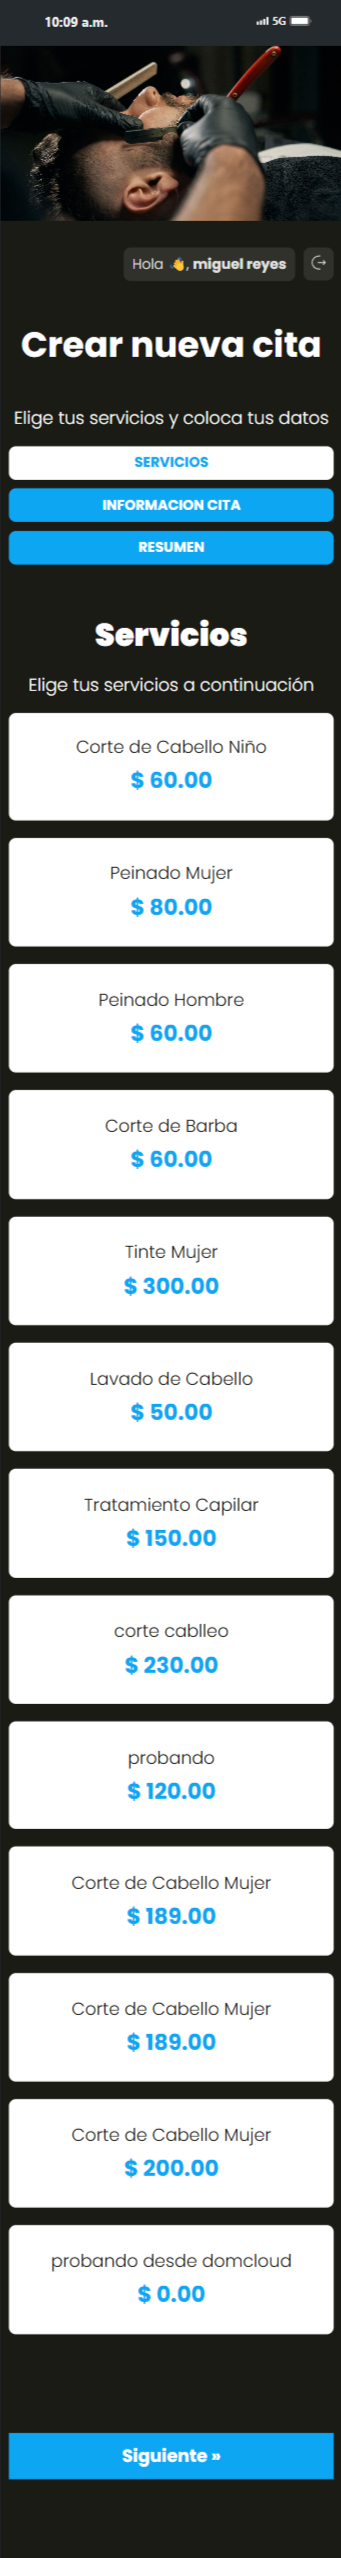 10:09 a.m.
5G
Hola 👋, miguel reyes
Crear nueva cita
Elige tus servicios y coloca tus datos
SERVICIOS
INFORMACION CITA
RESUMEN
Servicios
Elige tus servicios a continuación
Corte de Cabello Niño
$ 60.00
Peinado Mujer
$ 80.00
Peinado Hombre
$ 60.00
Corte de Barba
$ 60.00
Tinte Mujer
$ 300.00
Lavado de Cabello
$ 50.00
Tratamiento Capilar
$ 150.00
corte cablleo
$ 230.00
probando
$ 120.00
Corte de Cabello Mujer
$ 189.00
Corte de Cabello Mujer
$ 189.00
Corte de Cabello Mujer
$ 200.00
probando desde domcloud
$ 0.00
Siguiente »